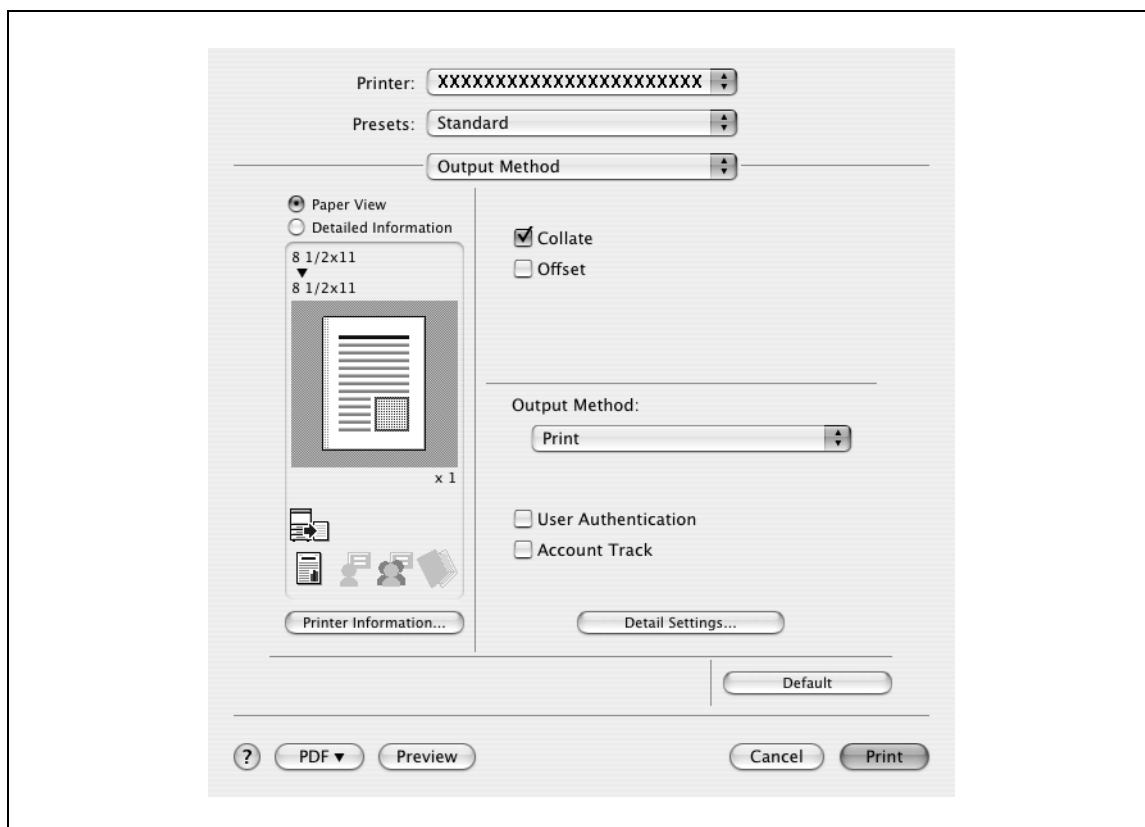 Printer: XXXXXXXXXXXXXXXXXXXXXXX
Presets: Standard
Output Method
Paper View
Detailed Information
8 1/2x11
8 1/2x11
x 1
Printer Information...
Collate
Offset
Output Method:
Print
User Authentication
Account Track
Detail Settings...
Default
? PDF Preview Cancel Print